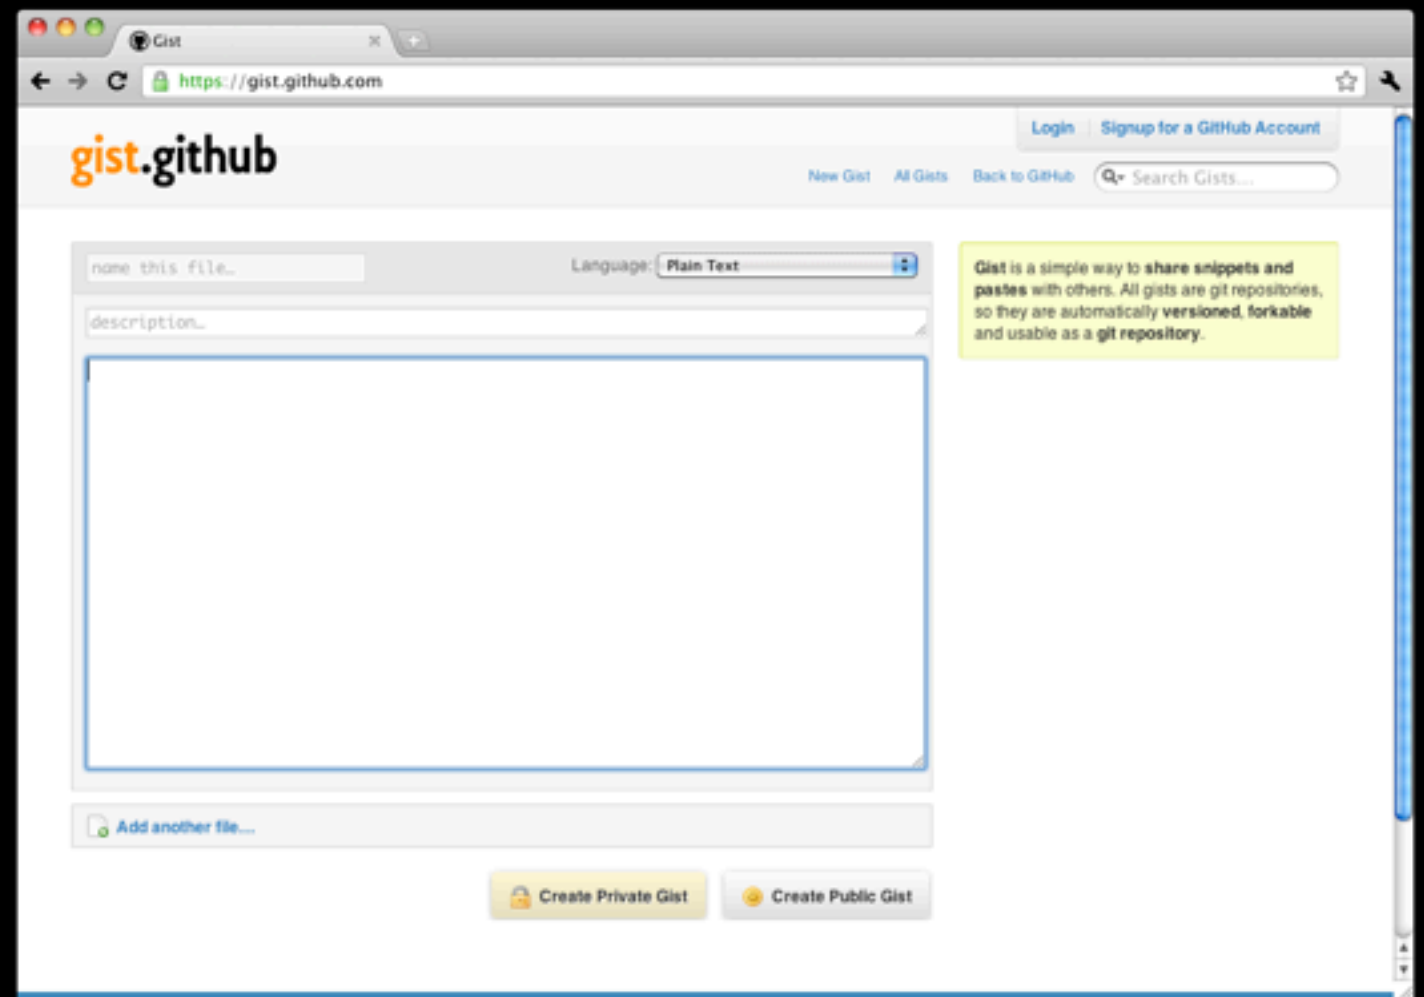 Gist
https://gist.github.com
Login Signup for a GitHub Account
gist.github
New Gist All Gists Back to GitHub Search Gists...
name this file… Language: Plain Text
description…
Gist is a simple way to share snippets and
pastes with others. All gists are git repositories,
so they are automatically versioned, forkable
and usable as a git repository.
Add another file...
Create Private Gist Create Public Gist